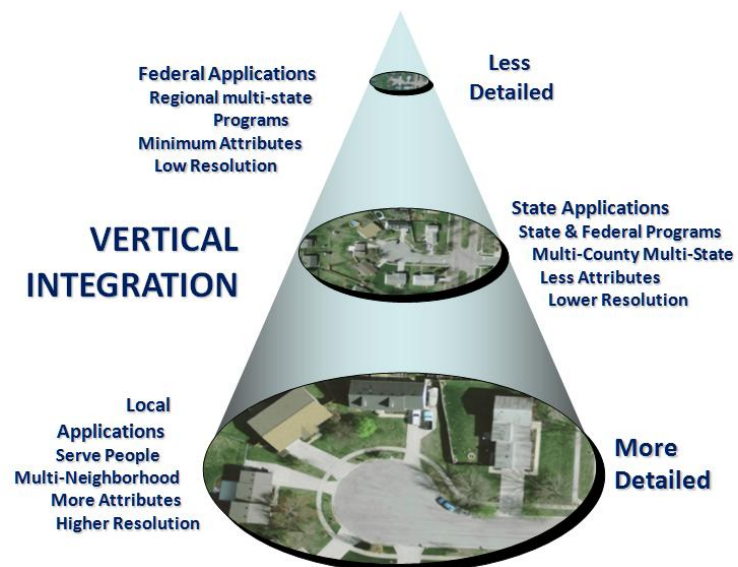 Federal Applications
Regional multi-state
Programs
Minimum Attributes
Low Resolution
Less
Detailed
VERTICAL
INTEGRATION
State Applications
State & Federal Programs
Multi-County Multi-State
Less Attributes
Lower Resolution
Local
Applications
Serve People
Multi-Neighborhood
More Attributes
Higher Resolution
More
Detailed